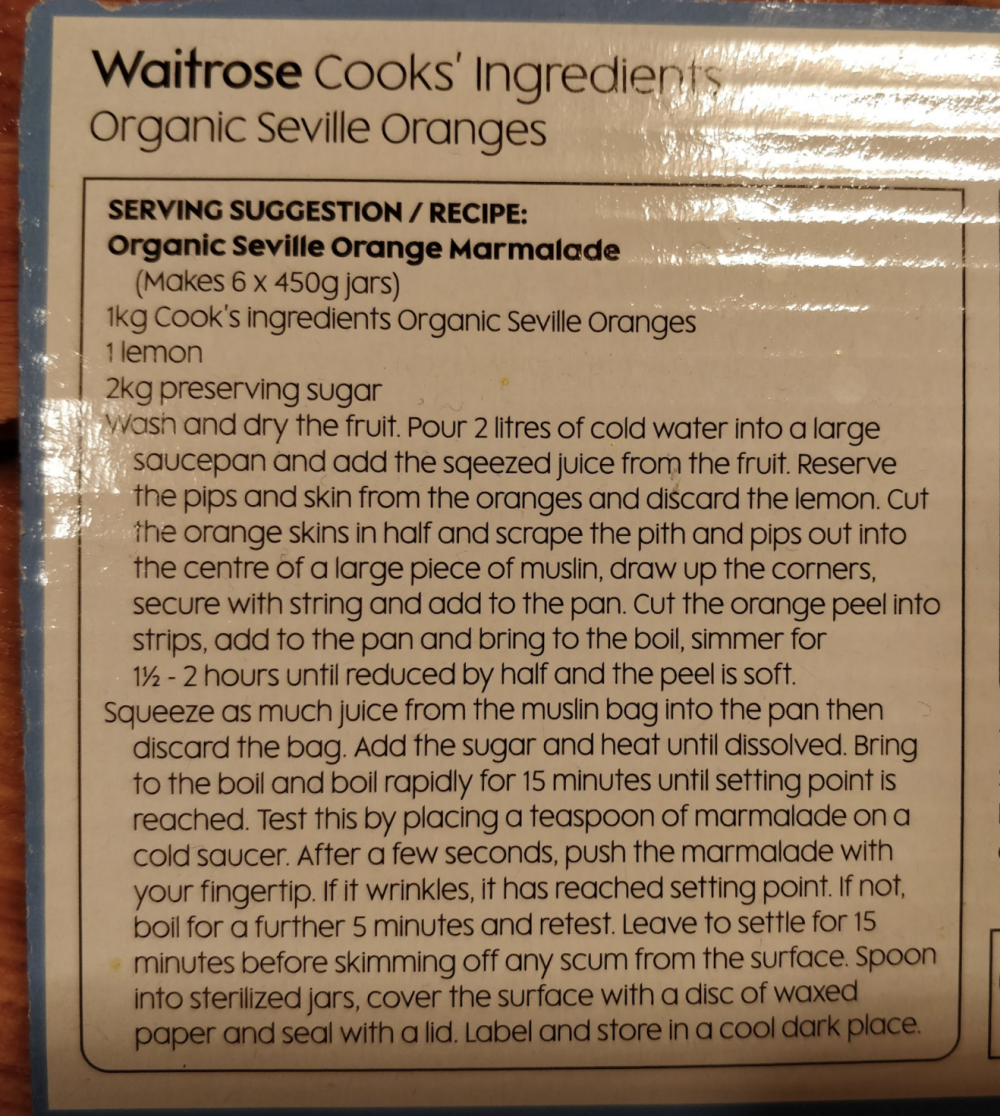 Waitrose Cooks' Ingredients
Organic Seville Oranges
SERVING SUGGESTION / RECIPE:
Organic Seville Orange Marmalade
(Makes 6 x 450g jars)
1kg Cook's ingredients Organic Seville Oranges
1 lemon
2kg preserving sugar
Wash and dry the fruit. Pour 2 litres of cold water into a large
saucepan and add the sqeezed juice from the fruit. Reserve
the pips and skin from the oranges and discard the lemon. Cut
the orange skins in half and scrape the pith and pips out into
the centre of a large piece of muslin, draw up the corners,
secure with string and add to the pan. Cut the orange peel into
strips, add to the pan and bring to the boil, simmer for
1½ - 2 hours until reduced by half and the peel is soft.
Squeeze as much juice from the muslin bag into the pan then
discard the bag. Add the sugar and heat until dissolved. Bring
to the boil and boil rapidly for 15 minutes until setting point is
reached. Test this by placing a teaspoon of marmalade on a
cold saucer. After a few seconds, push the marmalade with
your fingertip. If it wrinkles, it has reached setting point. If not,
boil for a further 5 minutes and retest. Leave to settle for 15
minutes before skimming off any scum from the surface. Spoon
into sterilized jars, cover the surface with a disc of waxed
paper and seal with a lid. Label and store in a cool dark place.